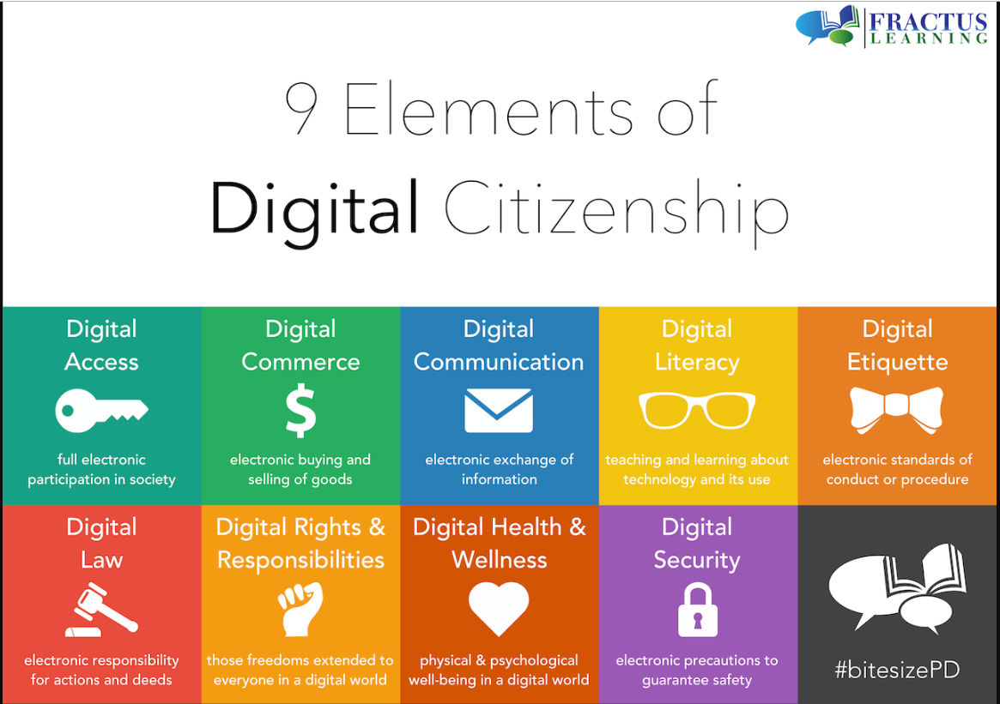 FRACTUS
LEARNING
9 Elements of
Digital Citizenship
Digital
Access
full electronic
participation in society
Digital
Commerce
$
electronic buying and
selling of goods
Digital
Communication
electronic exchange of
information
Digital
Literacy
teaching and learning about
technology and its use
Digital
Etiquette
electronic standards of
conduct or procedure
Digital
Law
electronic responsibility
for actions and deeds
Digital Rights &
Responsibilities
those freedoms extended to
everyone in a digital world
Digital Health &
Wellness
physical & psychological
well-being in a digital world
Digital
Security
electronic precautions to
guarantee safety
#bitesizePD